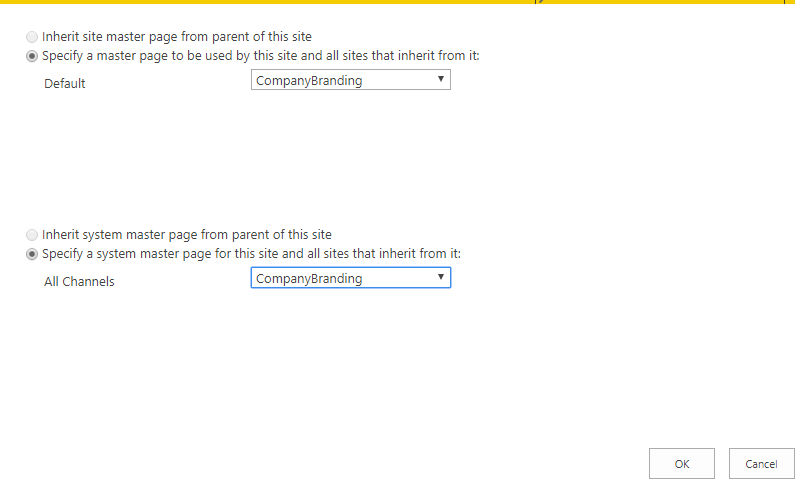 Inherit site master page from parent of this site
Specify a master page to be used by this site and all sites that inherit from it:
Default CompanyBranding
Inherit system master page from parent of this site
Specify a system master page for this site and all sites that inherit from it:
All Channels CompanyBranding
OK Cancel